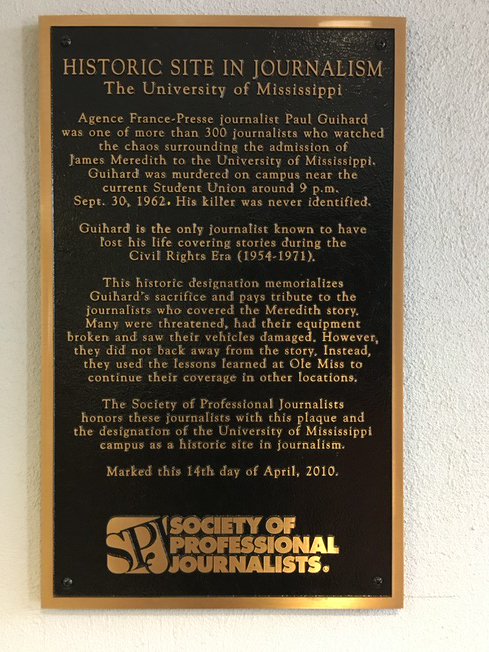 HISTORIC SITE IN JOURNALISM
The University of Mississippi
Agence France-Presse journalist Paul Guihard
was one of more than 300 journalists who watched
the chaos surrounding the admission of
James Meredith to the University of Mississippi.
Guihard was murdered on campus near the
current Student Union around 9 p.m.
Sept. 30, 1962. His killer was never identified.
Guihard is the only journalist known to have
lost his life covering stories during the
Civil Rights Era (1954-1971).
This historic designation memorializes
Guihard's sacrifice and pays tribute to the
journalists who covered the Meredith story.
Many were threatened, had their equipment
broken and saw their vehicles damaged. However,
they did not back away from the story. Instead,
they used the lessons learned at Ole Miss to
continue their coverage in other locations.
The Society of Professional Journalists
honors these journalists with this plaque and
the designation of the University of Mississippi
campus as a historic site in journalism.
Marked this 14th day of April, 2010.
SPJ SOCIETY OF
PROFESSIONAL
JOURNALISTS®